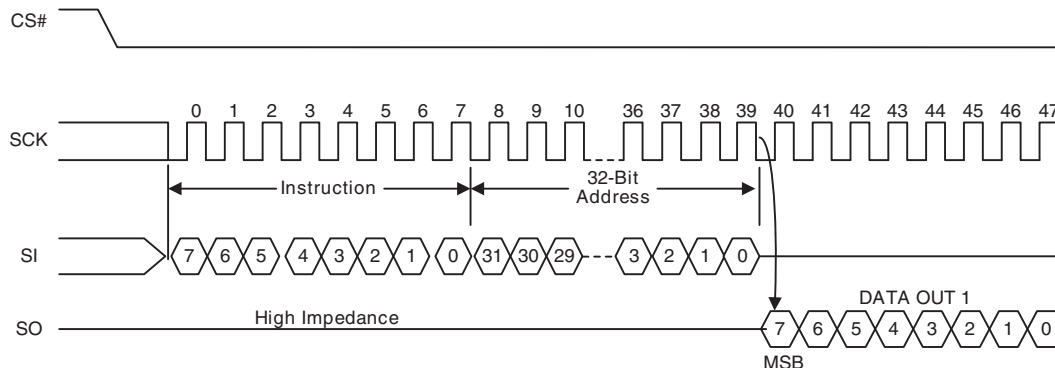 CS#
0 1 2 3 4 5 6 7 8 9 10 36 37 38 39 40 41 42 43 44 45 46 47
SCK
Instruction
32-Bit
Address
SI
7 6 5 4 3 2 1 0 31 30 29 3 2 1 0
DATA OUT 1
SO
High Impedance
7 6 5 4 3 2 1 0
MSB